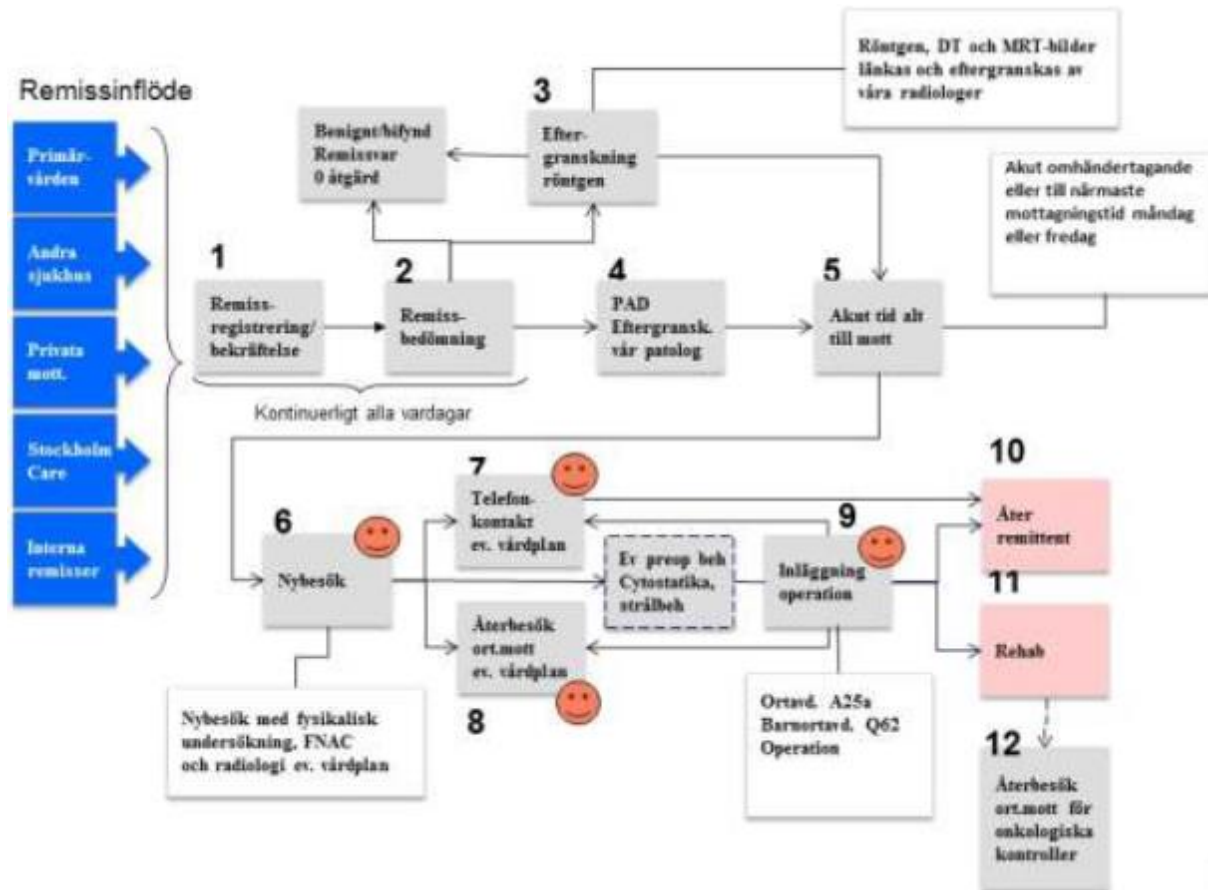 Remissinflöde
Primär-
vården
Andra
sjukhus
Privata
mott.
Stockholm
Care
Interna
remisser
Benignt/bifynd
Remissvar
0 åtgärd
3
Efter-
granskning
röntgen
Röntgen, DT och MRT-bilder
länkas och eftergranskas av
våra radiologer
Akut omhändertagande
eller till närmaste
mottagningstid måndag
eller fredag
1
Remiss-
registrering/
bekräftelse
2
Remiss-
bedömning
4
PAD
Eftergransk.
vår patolog
5
Akut tid alt
till mott
Kontinuerligt alla vardagar
6
Nybesök
7
Telefon-
kontakt
ev. vårdplan
Återbesök
ort.mott
ev. vårdplan
8
Ev preop beh
Cytostatika,
strålbeh
9
Inläggning
operation
10
Åter
remittent
11
Rehab
Nybesök med fysikalisk
undersökning, FNAC
och radiologi ev. vårdplan
Ortavd. A25a
Barnortavd. Q62
Operation
12
Återbesök
ort.mott för
onkologiska
kontroller